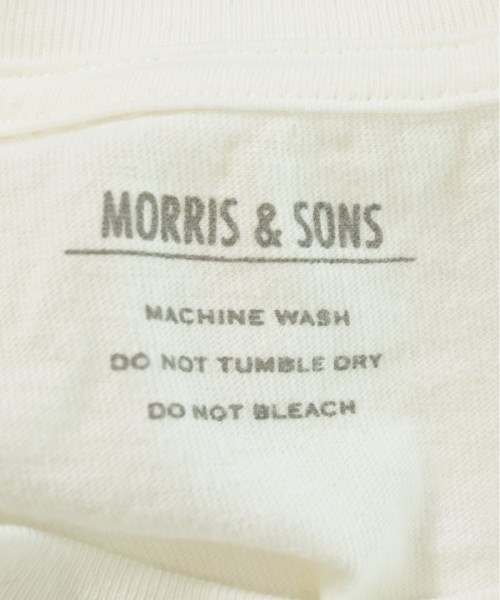 MORRIS & SONS
MACHINE WASH
DO NOT TUMBLE DRY
DO NOT BLEACH